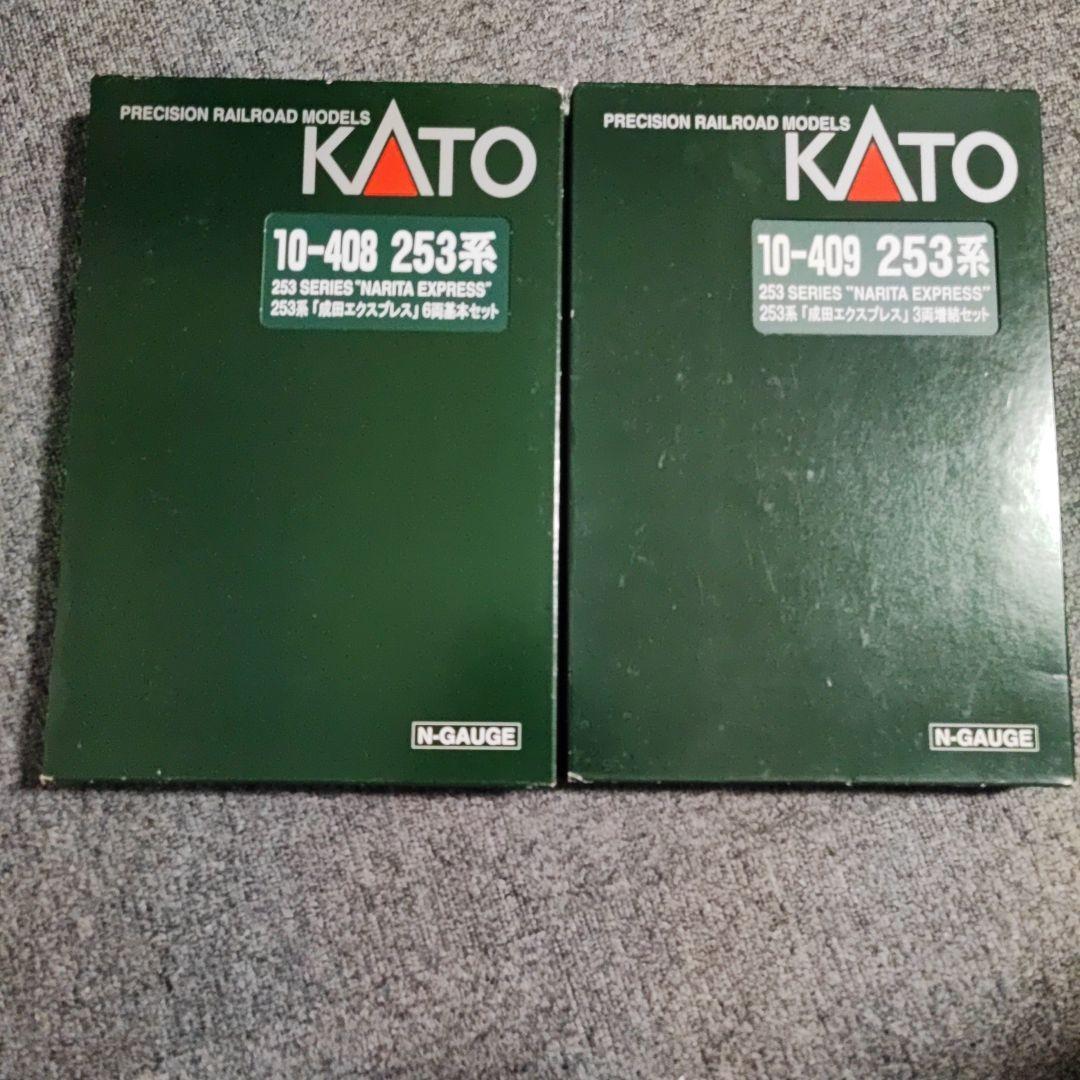 PRECISION RAILROAD MODELS
KATO
10-408 253系
253 SERIES "NARITA EXPRESS"
253系「成田エクスプレス」6両基本セット
N-GAUGE
PRECISION RAILROAD MODELS
KATO
10-409 253系
253 SERIES "NARITA EXPRESS"
253系「成田エクスプレス」3両増結セット
N-GAUGE